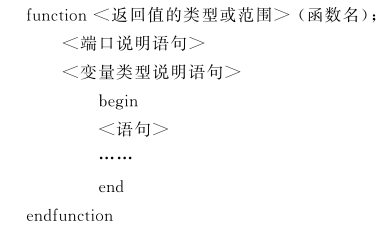 function <返回值的类型或范围>(函数名);
<端口说明语句>
<变量类型说明语句>
begin
<语句>
……
end
endfunction